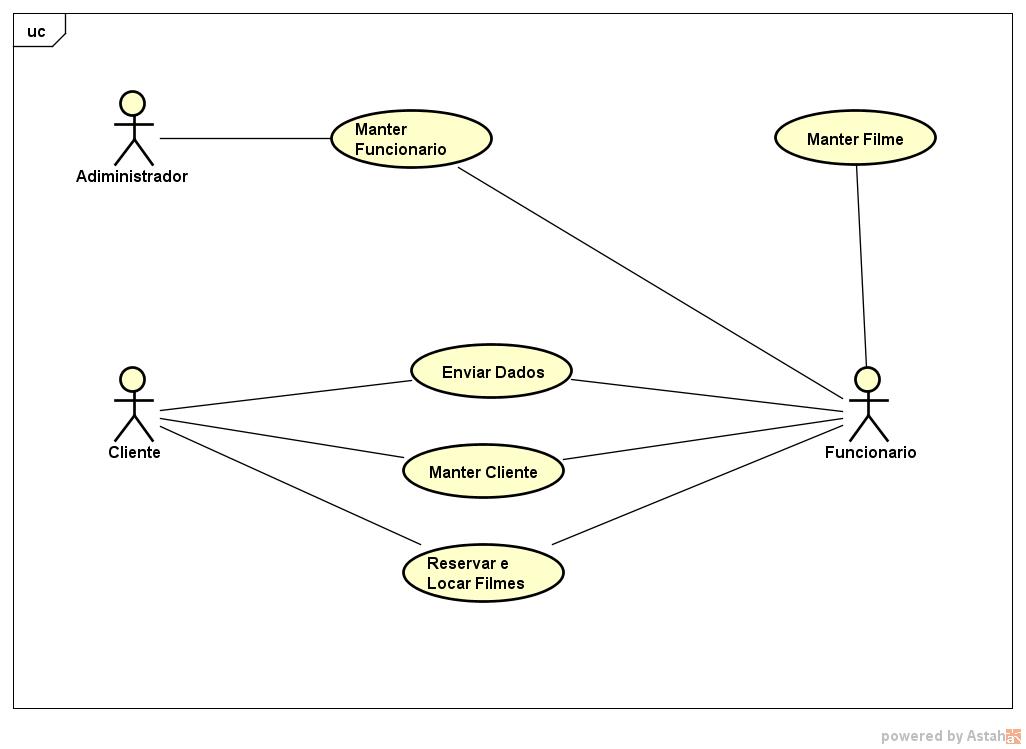 uc
Manter
Funcionario
Manter Filme
Adiministrador
Enviar Dados
Cliente
Funcionario
Manter Cliente
Reservar e
Locar Filmes
powered by Astah